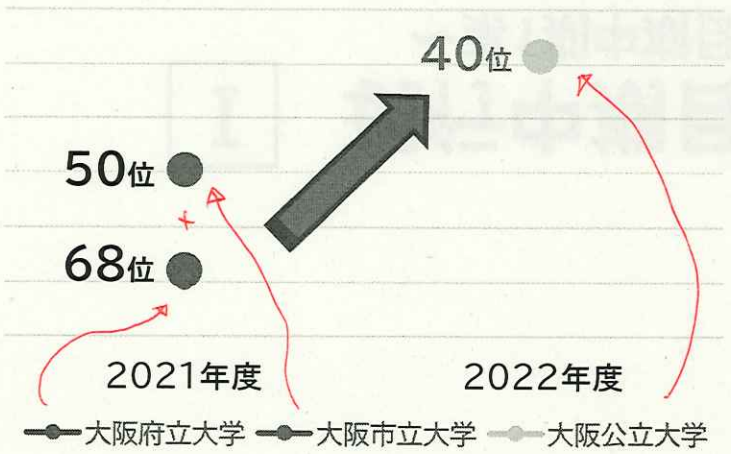 40位
50位
+
68位
2021年度 2022年度
大阪府立大学 大阪市立大学 大阪公立大学